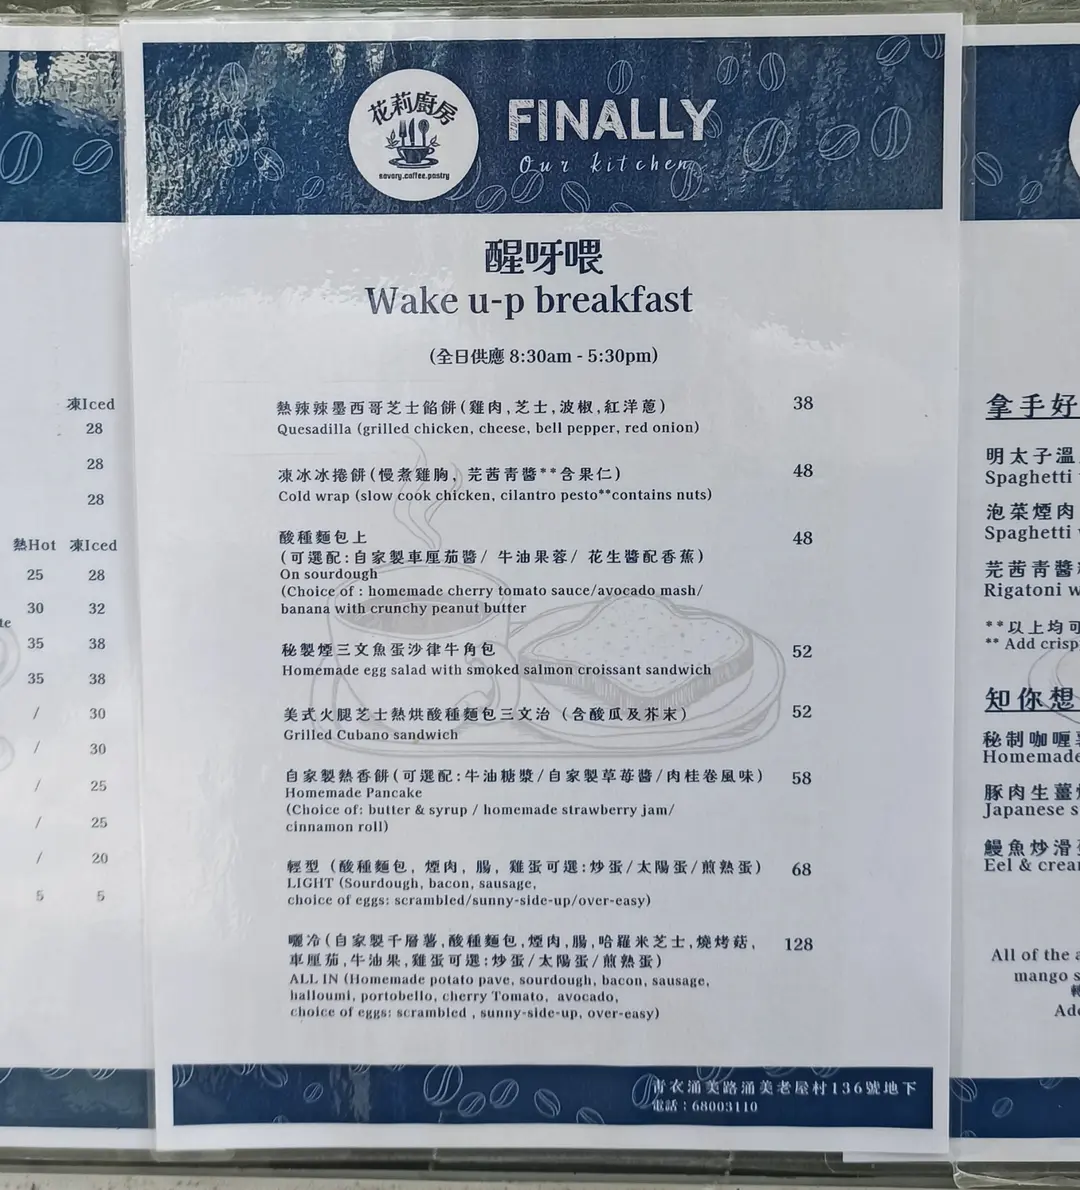 花莉廚房
savory.coffee.pastry
FINALLY
Our kitchen
醒呀喂
Wake u-p breakfast
(全日供應 8:30am - 5:30pm)
熱辣辣墨西哥芝士餡餅(雞肉,芝士,波椒,紅洋蔥) 38
Quesadilla (grilled chicken, cheese, bell pepper, red onion)
凍冰冰捲餅(慢煮雞胸, 芫茜青醬**含果仁) 48
Cold wrap (slow cook chicken, cilantro pesto**contains nuts)
酸種麵包上 48
(可選配:自家製車厘茄醬/ 牛油果蓉/ 花生醬配香蕉)
On sourdough
(Choice of : homemade cherry tomato sauce/avocado mash/
banana with crunchy peanut butter
秘製煙三文魚蛋沙律牛角包 52
Homemade egg salad with smoked salmon croissant sandwich
美式火腿芝士熱烘酸種麵包三文治 (含酸瓜及芥末) 52
Grilled Cubano sandwich
自家製熱香餅(可選配:牛油糖漿/自家製草苺醬/肉桂卷風味) 58
Homemade Pancake
(Choice of: butter & syrup / homemade strawberry jam/
cinnamon roll)
輕型 (酸種麵包, 煙肉, 腸, 雞蛋可選:炒蛋/太陽蛋/煎熟蛋) 68
LIGHT (Sourdough, bacon, sausage,
choice of eggs: scrambled/sunny-side-up/over-easy)
曬冷(自家製千層薯,酸種麵包,煙肉,腸,哈羅米芝士,燒烤菇, 128
車厘茄,牛油果,雞蛋可選:炒蛋/太陽蛋/煎熟蛋)
ALL IN (Homemade potato pave, sourdough, bacon, sausage,
halloumi, portobello, cherry Tomato, avocado,
choice of eggs: scrambled , sunny-side-up, over-easy)
青衣涌美路涌美老屋村136號地下
電話：68003110
凍Iced
28
28
28
熱Hot 凍Iced
25 28
30 32
te
35 38
35 38
/ 30
/ 30
/ 25
/ 25
/ 20
5 5
拿手好
明太子溫
Spaghetti
泡菜煙肉
Spaghetti
芫茜青醬
Rigatoni w
**以上均可
** Add crisp
知你想
秘制咖喱
Homemade
豚肉生薑
Japanese s
鰻魚炒滑
Eel & crea
All of the a
mango s
Add